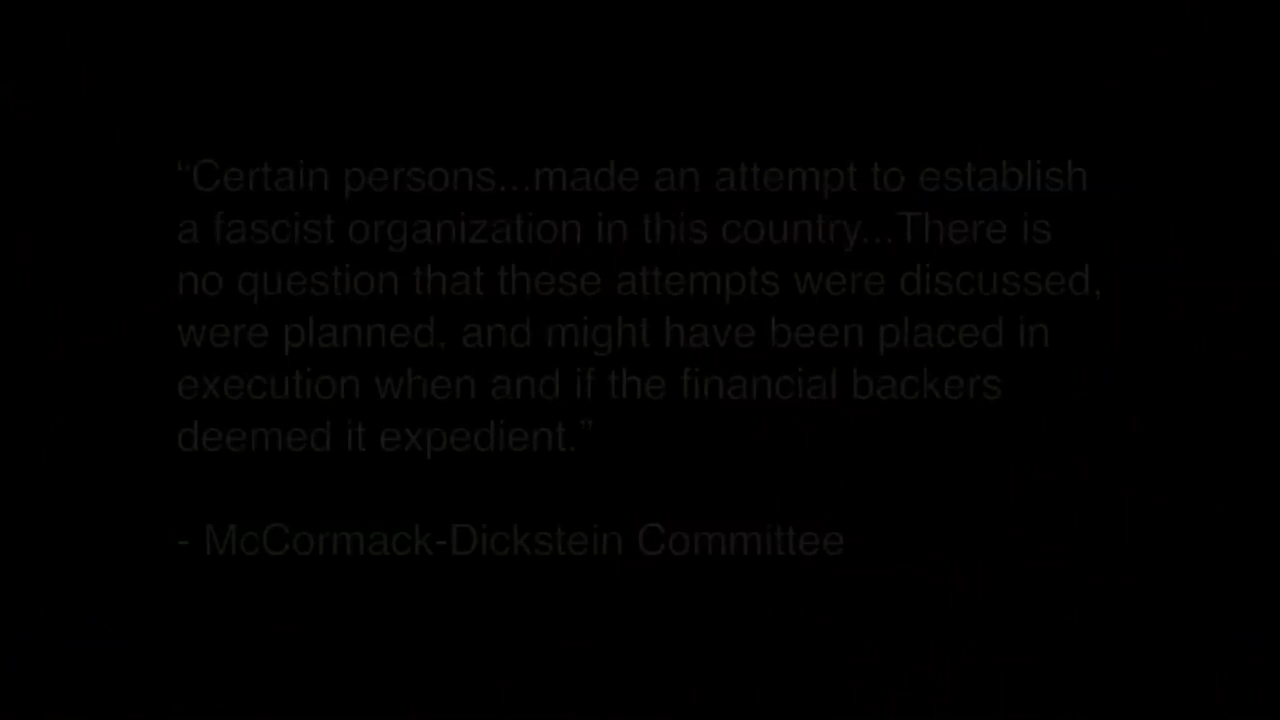 “Certain persons...made an attempt to establish
a fascist organization in this country...There is
no question that these attempts were discussed,
were planned, and might have been placed in
execution when and if the financial backers
deemed it expedient.”
- McCormack-Dickstein Committee